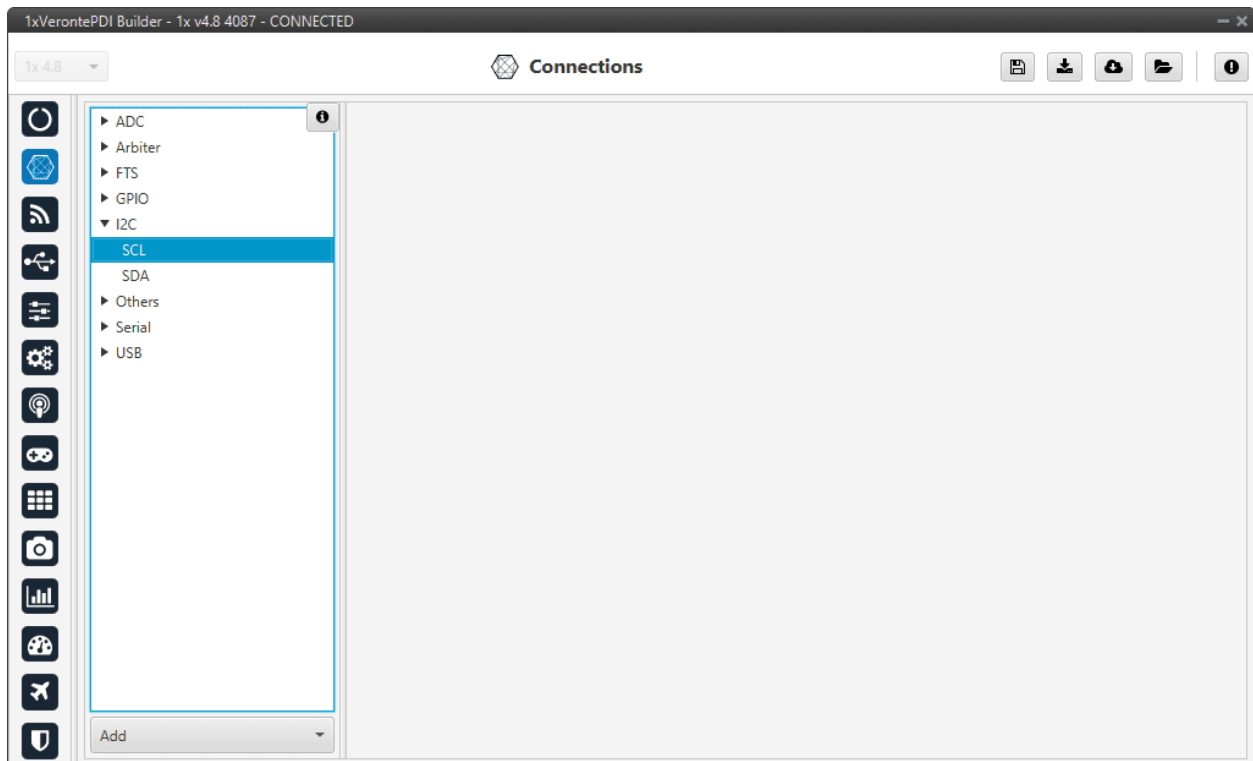 1xVerontePDI Builder - 1x v4.8 4087 - CONNECTED
1x 4.8
Connections
ADC
Arbiter
FTS
GPIO
I2C
SCL
SDA
Others
Serial
USB
Add